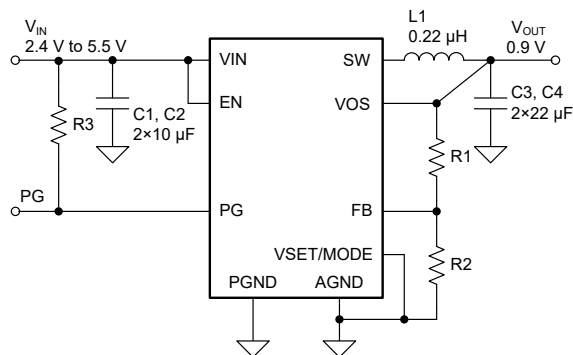 L1
0.22 µH
VIN
2.4 V to 5.5 V
VOUT
0.9 V
VIN
SW
EN
VOS
C1, C2
2×10 µF
C3, C4
2×22 µF
R3
R1
PG
PG
FB
VSET/MODE
R2
PGND
AGND